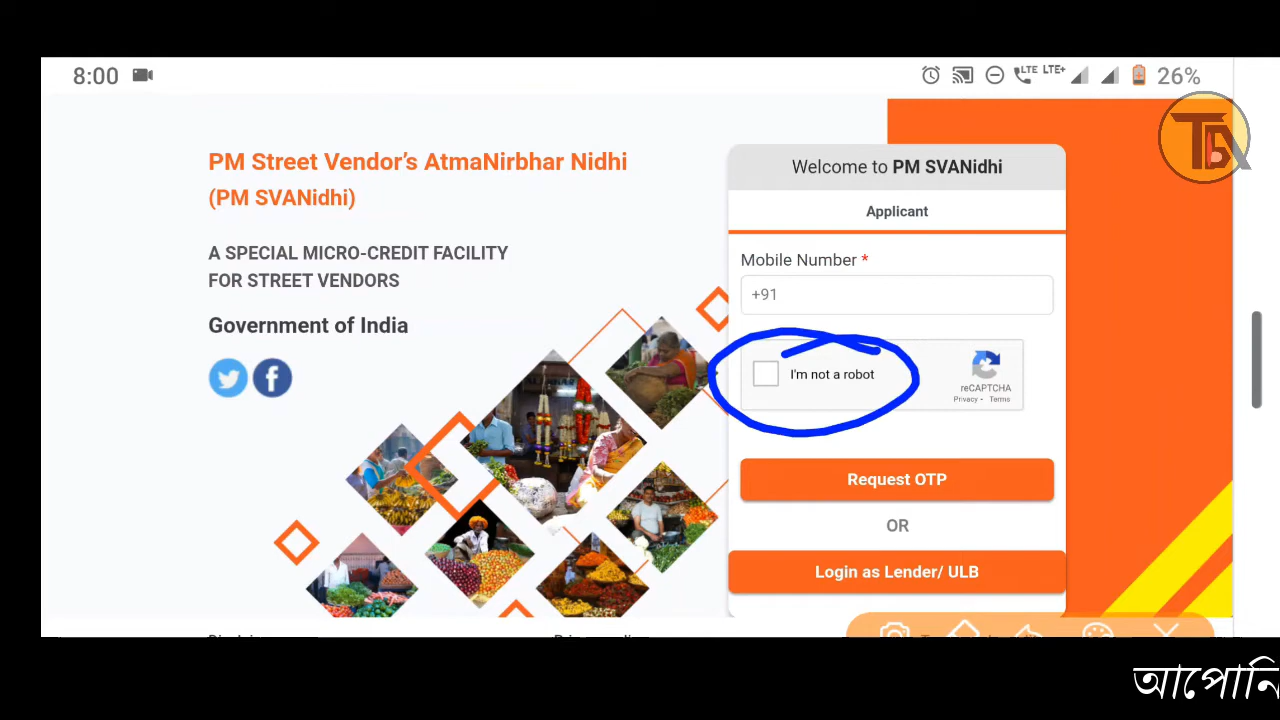 8:00
LTE LTE+ 26%
PM Street Vendor's AtmaNirbhar Nidhi
(PM SVANidhi)
A SPECIAL MICRO-CREDIT FACILITY
FOR STREET VENDORS
Government of India
Welcome to PM SVANidhi
Applicant
Mobile Number *
+91
I'm not a robot
reCAPTCHA
Privacy - Terms
Request OTP
OR
Login as Lender/ ULB
আপোনি